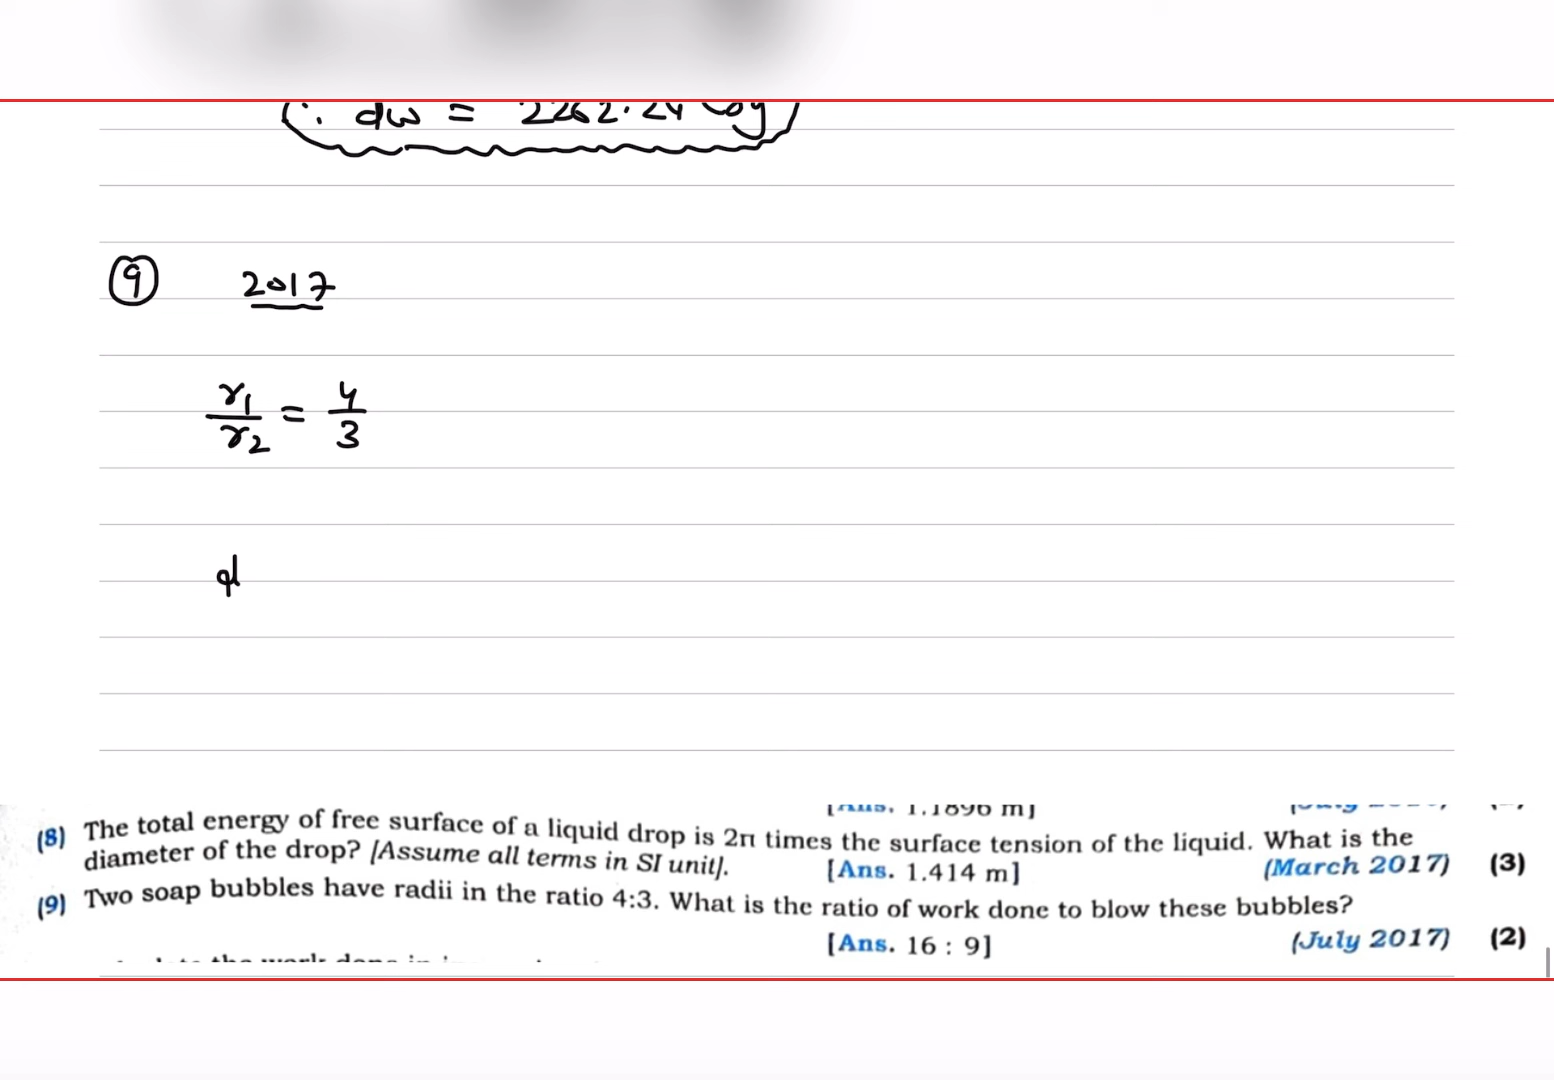 (∴ dw = 2262.24 erg)
9 2017
r1/r2 = 4/3
(8) The total energy of free surface of a liquid drop is 2π times the surface tension of the liquid. What is the
diameter of the drop? [Assume all terms in SI unit]. [Ans. 1.414 m] (March 2017) (3)
(9) Two soap bubbles have radii in the ratio 4:3. What is the ratio of work done to blow these bubbles?
[Ans. 16 : 9] (July 2017) (2)